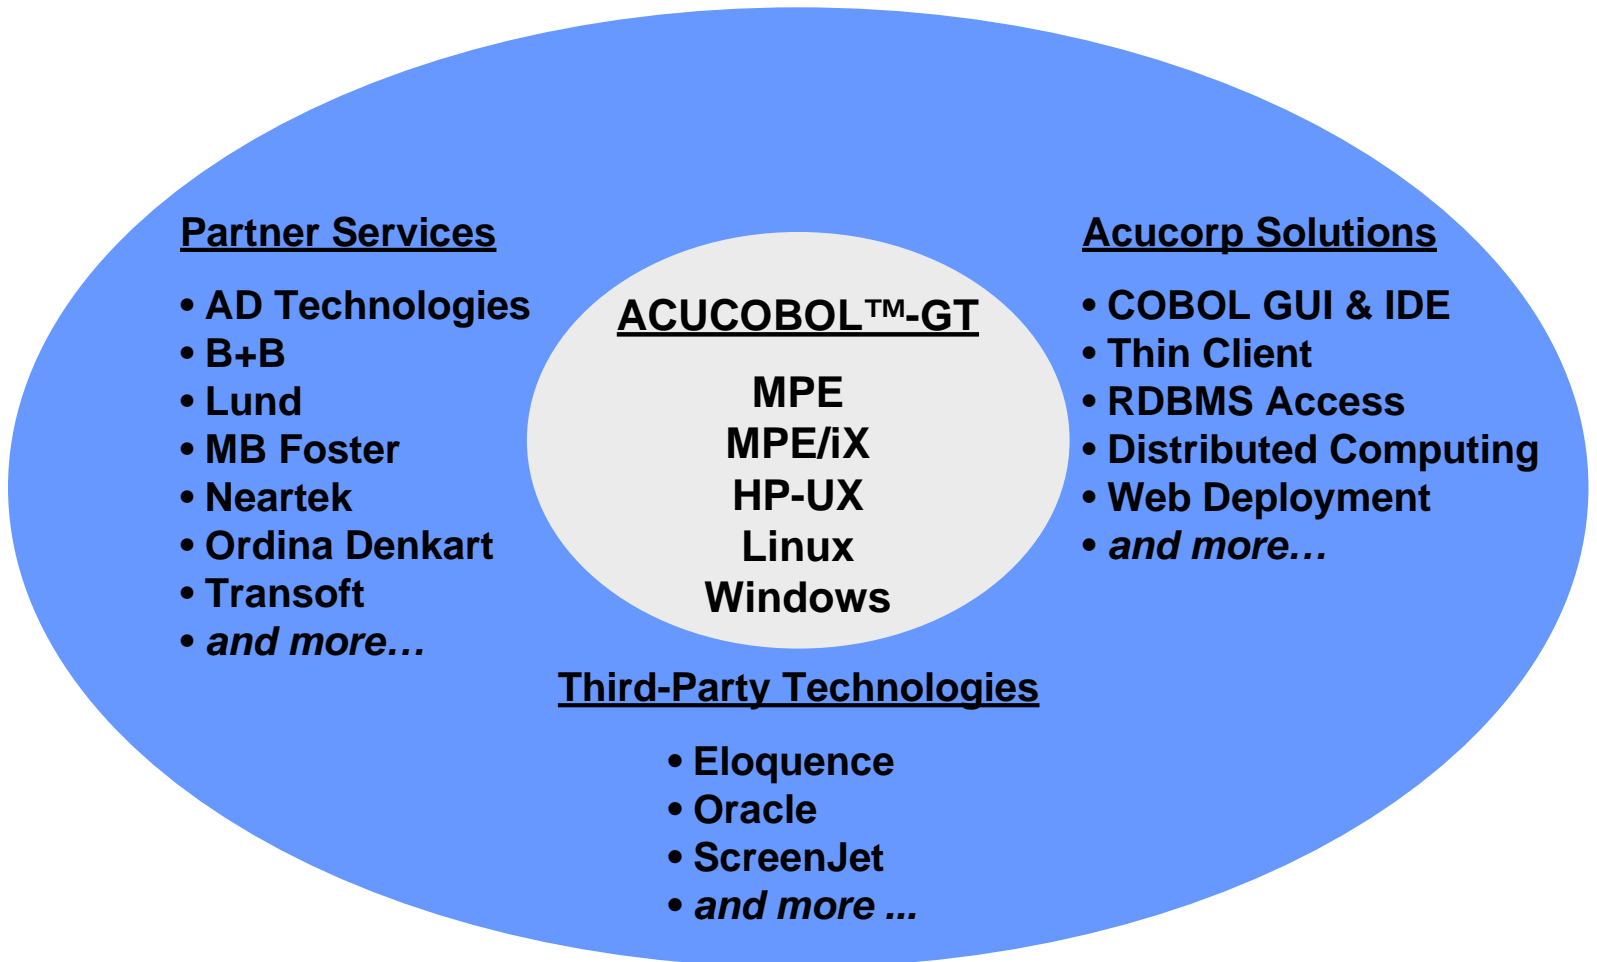 Partner Services
• AD Technologies
• B+B
• Lund
• MB Foster
• Neartek
• Ordina Denkart
• Transoft
• and more…
ACUCOBOL™-GT
MPE
MPE/iX
HP-UX
Linux
Windows
Acucorp Solutions
• COBOL GUI & IDE
• Thin Client
• RDBMS Access
• Distributed Computing
• Web Deployment
• and more…
Third-Party Technologies
• Eloquence
• Oracle
• ScreenJet
• and more ...